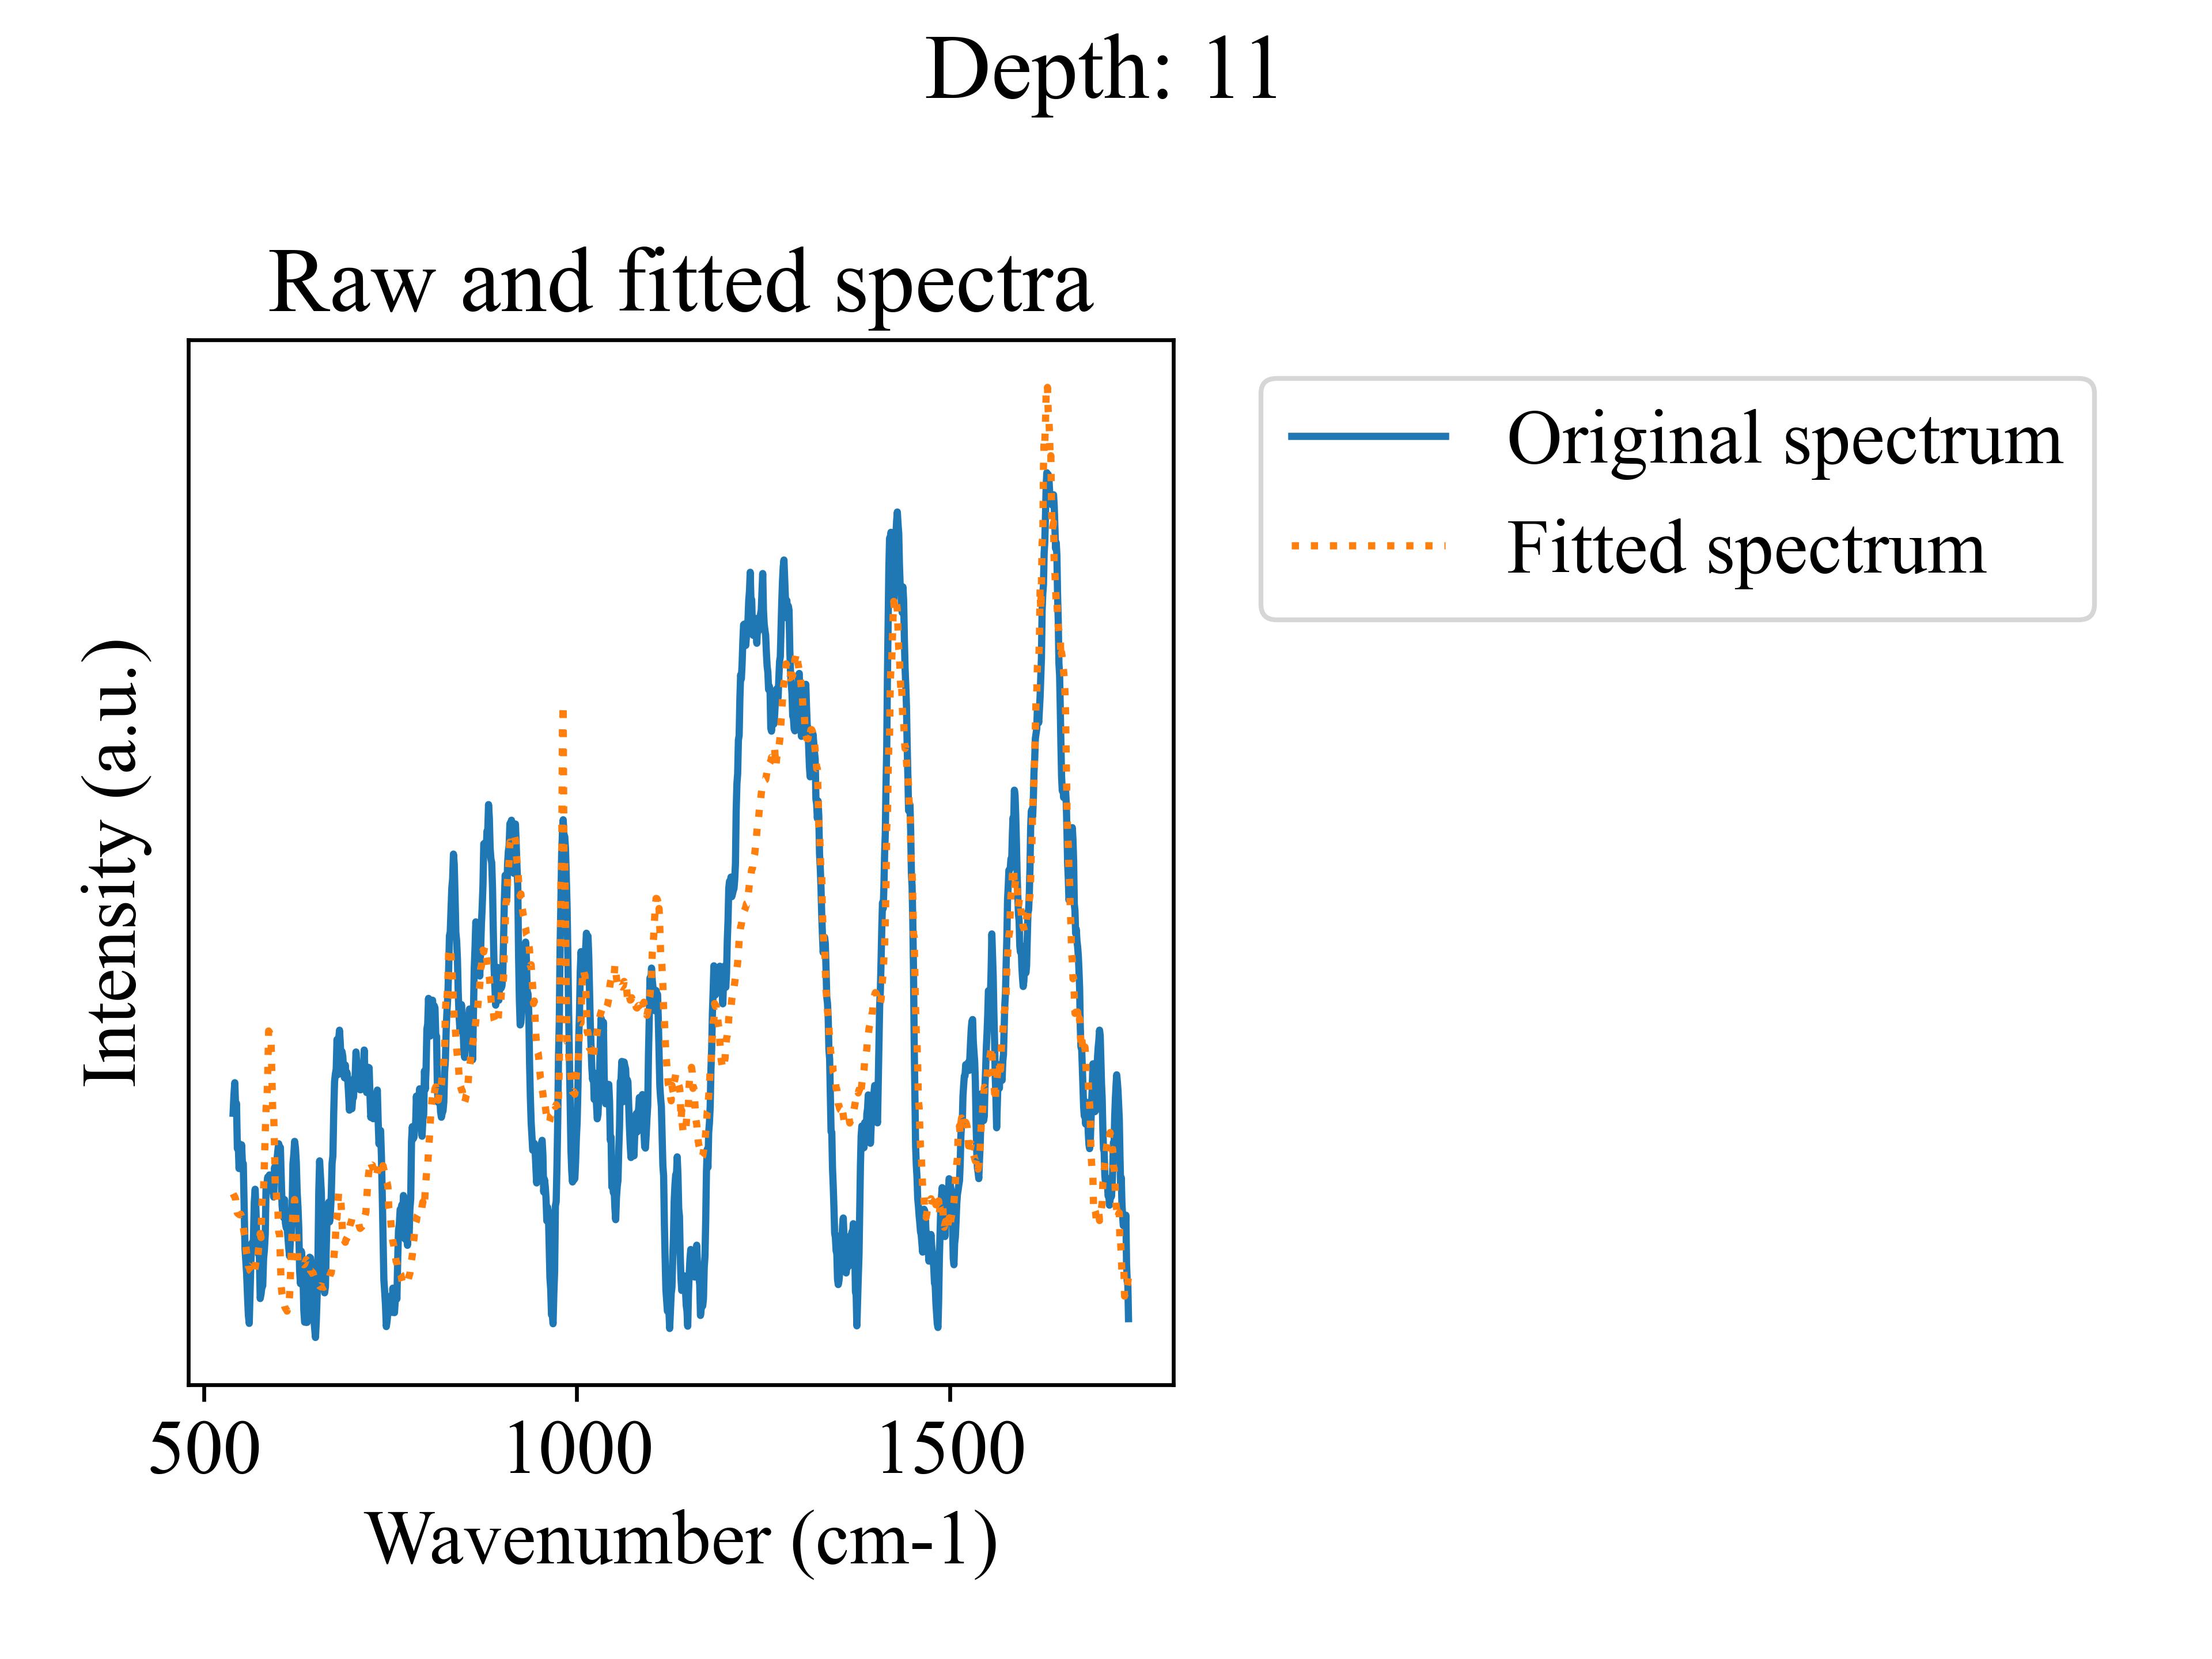 Depth: 11
Raw and fitted spectra
Original spectrum
Fitted spectrum
Intensity (a.u.)
500 1000 1500
Wavenumber (cm-1)